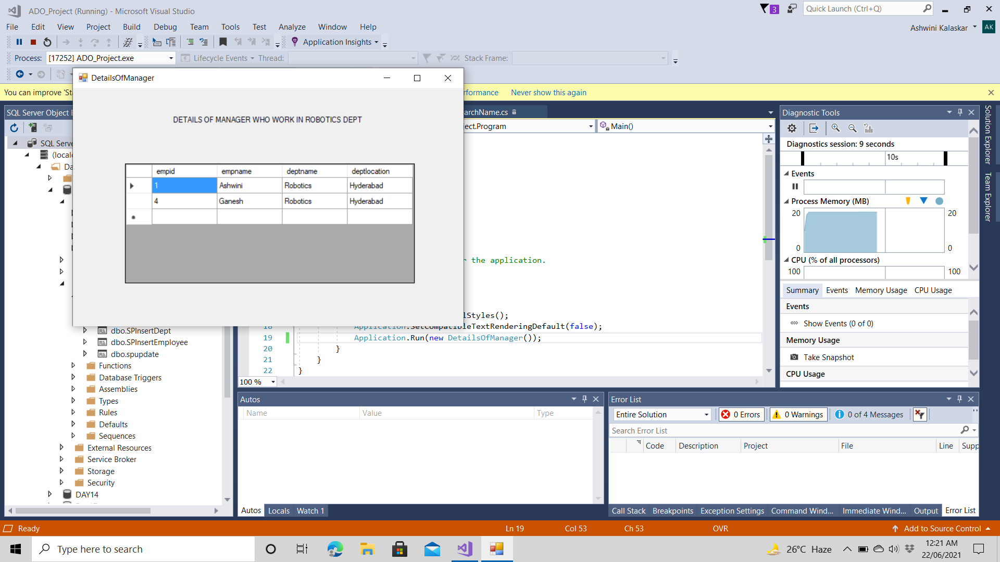 ADO_Project (Running) - Microsoft Visual Studio
3
Quick Launch (Ctrl+Q)
File Edit View Project Build Debug Team Tools Test Analyze Window Help
Ashwini Kalaskar AK
Application Insights
Process: [17252] ADO_Project.exe Lifecycle Events Thread: Stack Frame:
DetailsOfManager
You can improve 'St rformance Never show this again
SQL Server Object archName.cs
DETAILS OF MANAGER WHO WORK IN ROBOTICS DEPT
ject.Program Main()
SQL Serve
(local
Da
empid empname deptname deptlocation
1 Ashwini Robotics Hyderabad
4 Ganesh Robotics Hyderabad
r the application.
lStyles();
18 Application.SetCompatibleTextRenderingDefault(false);
19 Application.Run(new DetailsOfManager());
20 }
21 }
22 }
100 %
dbo.SPInsertDept
dbo.SPInsertEmployee
dbo.spupdate
Functions
Database Triggers
Assemblies
Types
Rules
Defaults
Sequences
External Resources
Service Broker
Storage
Security
DAY14
Diagnostic Tools
Diagnostics session: 9 seconds
10s
Events
Process Memory (MB)
20 20
0 0
CPU (% of all processors)
100 100
Summary Events Memory Usage CPU Usage
Events
Show Events (0 of 0)
Memory Usage
Take Snapshot
CPU Usage
Solution Explorer
Team Explorer
Autos
Name Value Type
Autos Locals Watch 1
Error List
Entire Solution 0 Errors 0 Warnings 0 of 4 Messages
Search Error List
Code Description Project File Line Supp
Call Stack Breakpoints Exception Settings Command Wind... Immediate Wind... Output Error List
Ready Ln 19 Col 53 Ch 53 OVR Add to Source Control
Type here to search
26°C Haze
12:21 AM
22/06/2021